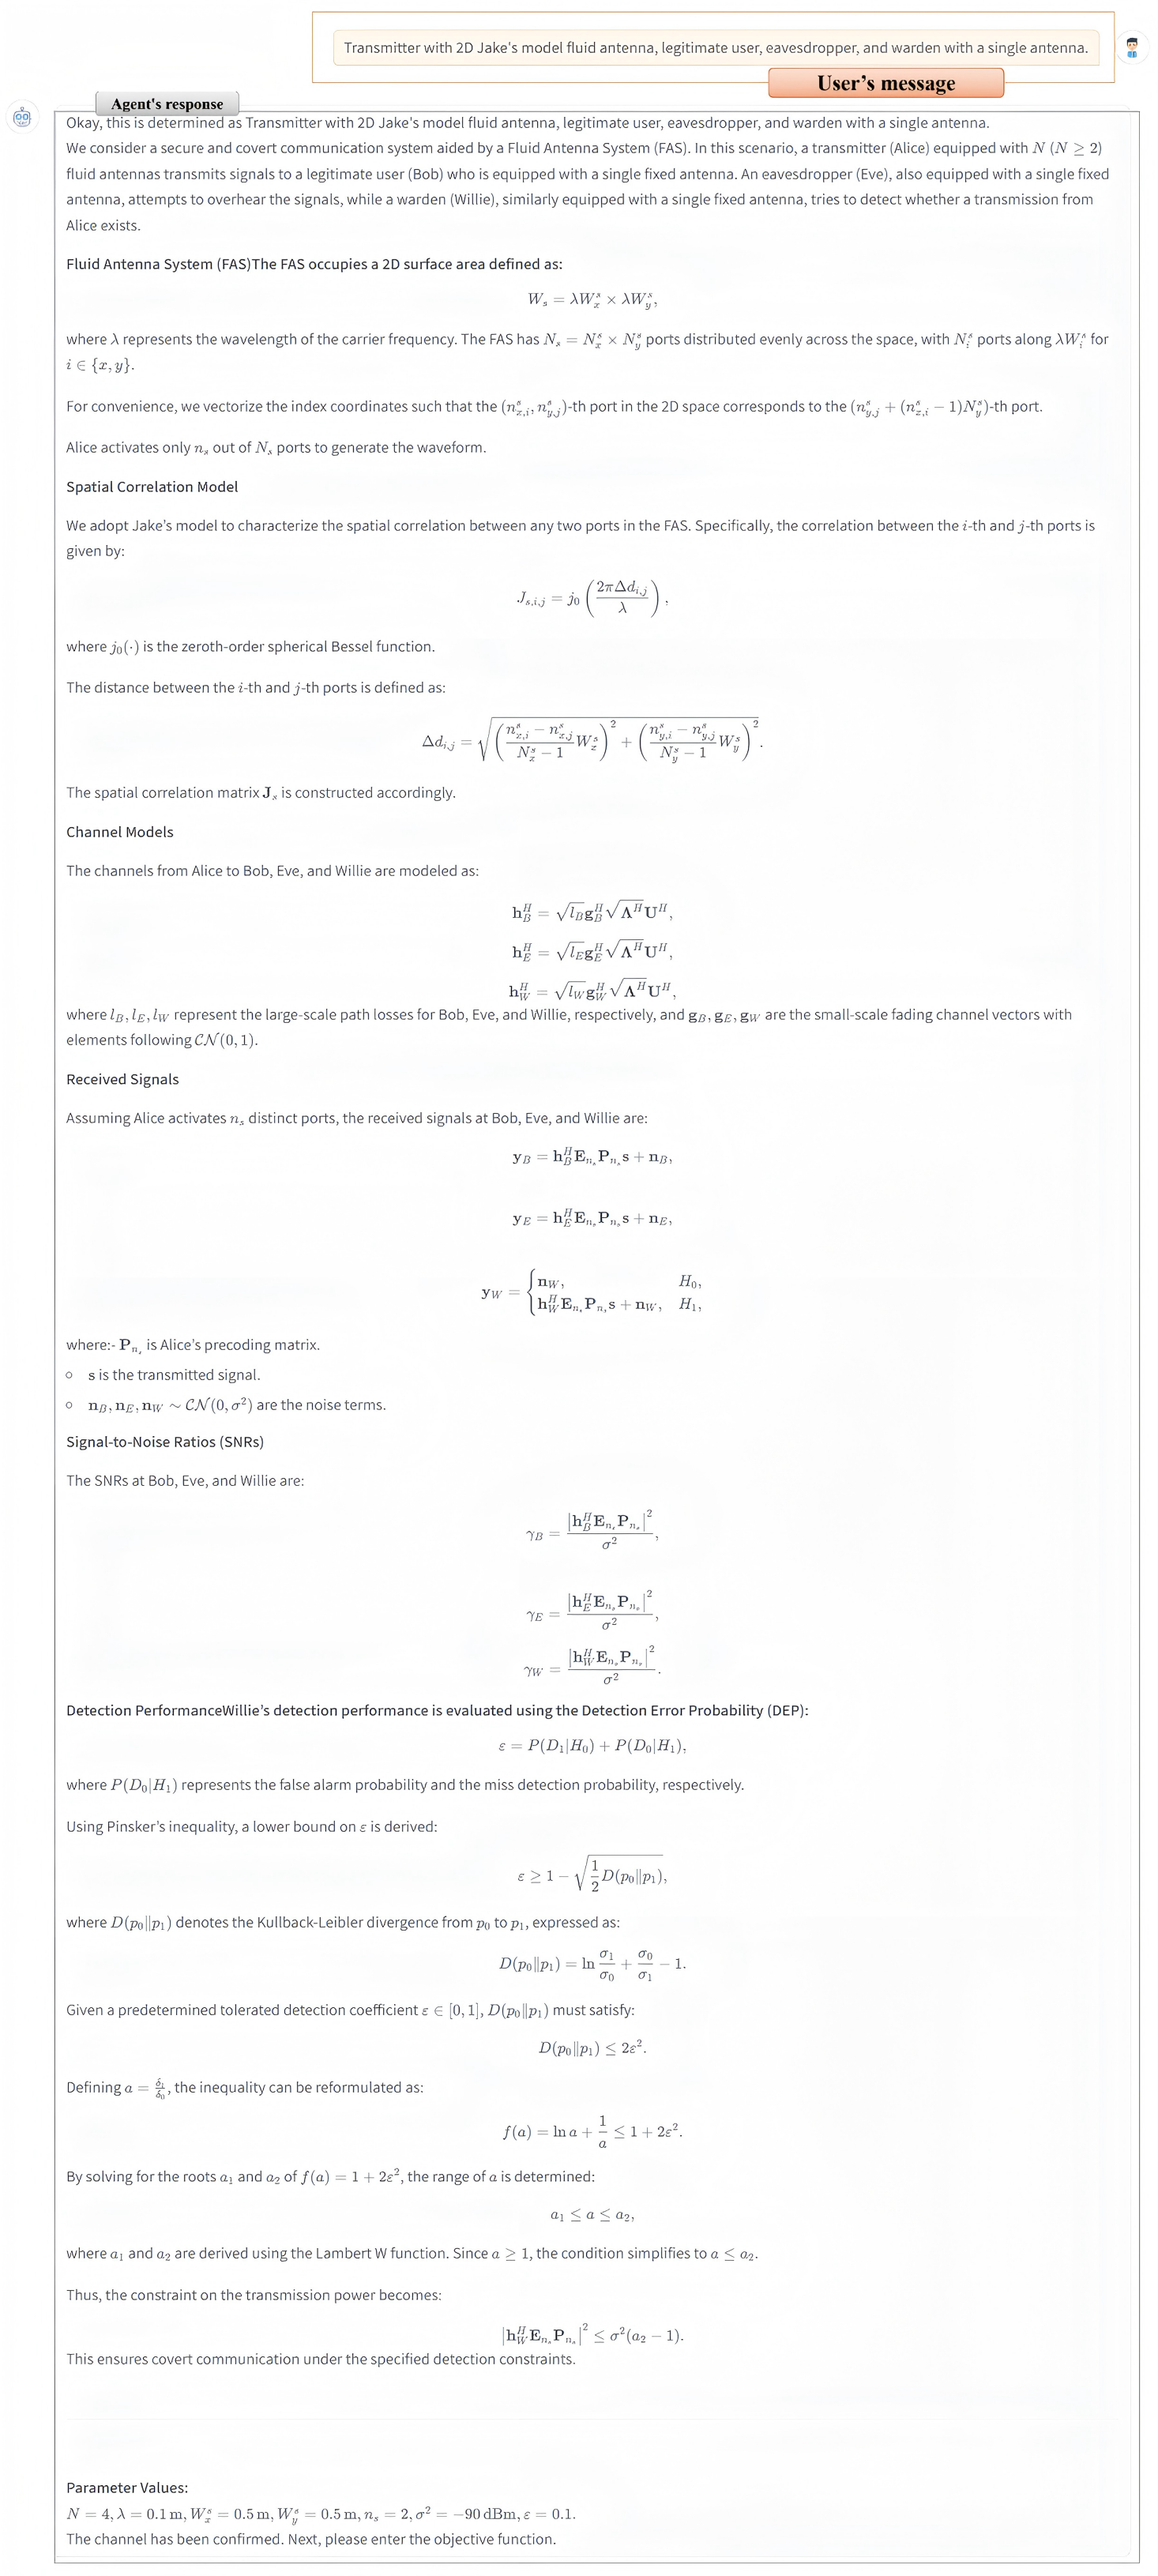 Transmitter with 2D Jake's model fluid antenna, legitimate user, eavesdropper, and warden with a single antenna.
User's message
Agent's response
Okay, this is determined as Transmitter with 2D Jake's model fluid antenna, legitimate user, eavesdropper, and warden with a single antenna.
We consider a secure and covert communication system aided by a Fluid Antenna System (FAS). In this scenario, a transmitter (Alice) equipped with $N$ ($N \geq 2$)
fluid antennas transmits signals to a legitimate user (Bob) who is equipped with a single fixed antenna. An eavesdropper (Eve), also equipped with a single fixed
antenna, attempts to overhear the signals, while a warden (Willie), similarly equipped with a single fixed antenna, tries to detect whether a transmission from
Alice exists.
Fluid Antenna System (FAS)The FAS occupies a 2D surface area defined as:
$W_s = \lambda W_x^s \times \lambda W_y^s,$
where $\lambda$ represents the wavelength of the carrier frequency. The FAS has $N_s = N_x^s \times N_y^s$ ports distributed evenly across the space, with $N_i^s$ ports along $\lambda W_i^s$ for
$i \in \{x, y\}.$
For convenience, we vectorize the index coordinates such that the $(n_{x,i}^s, n_{y,j}^s)$-th port in the 2D space corresponds to the $(n_{y,j}^s + (n_{x,i}^s - 1)N_y^s)$-th port.
Alice activates only $n_s$ out of $N_s$ ports to generate the waveform.
Spatial Correlation Model
We adopt Jake's model to characterize the spatial correlation between any two ports in the FAS. Specifically, the correlation between the $i$-th and $j$-th ports is
given by:
$J_{s,i,j} = j_0\left(\frac{2\pi\Delta d_{i,j}}{\lambda}\right),$
where $j_0(\cdot)$ is the zeroth-order spherical Bessel function.
The distance between the $i$-th and $j$-th ports is defined as:
$\Delta d_{i,j} = \sqrt{\left(\frac{n_{x,i}^s - n_{x,j}^s}{N_x^s - 1}W_x^s\right)^2 + \left(\frac{n_{y,i}^s - n_{y,j}^s}{N_y^s - 1}W_y^s\right)^2}.$
The spatial correlation matrix $\mathbf{J}_s$ is constructed accordingly.
Channel Models
The channels from Alice to Bob, Eve, and Willie are modeled as:
$\mathbf{h}_B^H = \sqrt{l_B}\mathbf{g}_B^H\sqrt{\mathbf{\Lambda}^H}\mathbf{U}^H,$
$\mathbf{h}_E^H = \sqrt{l_E}\mathbf{g}_E^H\sqrt{\mathbf{\Lambda}^H}\mathbf{U}^H,$
$\mathbf{h}_W^H = \sqrt{l_W}\mathbf{g}_W^H\sqrt{\mathbf{\Lambda}^H}\mathbf{U}^H,$
where $l_B, l_E, l_W$ represent the large-scale path losses for Bob, Eve, and Willie, respectively, and $\mathbf{g}_B, \mathbf{g}_E, \mathbf{g}_W$ are the small-scale fading channel vectors with
elements following $\mathcal{CN}(0, 1)$.
Received Signals
Assuming Alice activates $n_s$ distinct ports, the received signals at Bob, Eve, and Willie are:
$\mathbf{y}_B = \mathbf{h}_B^H\mathbf{E}_{n_s}\mathbf{P}_{n_s}\mathbf{s} + \mathbf{n}_B,$
$\mathbf{y}_E = \mathbf{h}_E^H\mathbf{E}_{n_s}\mathbf{P}_{n_s}\mathbf{s} + \mathbf{n}_E,$
$\mathbf{y}_W = \begin{cases}\mathbf{n}_W, & H_0, \\ \mathbf{h}_W^H\mathbf{E}_{n_s}\mathbf{P}_{n_s}\mathbf{s} + \mathbf{n}_W, & H_1,\end{cases}$
where:- $\mathbf{P}_{n_s}$ is Alice's precoding matrix.
○ $\mathbf{s}$ is the transmitted signal.
○ $\mathbf{n}_B, \mathbf{n}_E, \mathbf{n}_W \sim \mathcal{CN}(0, \sigma^2)$ are the noise terms.
Signal-to-Noise Ratios (SNRs)
The SNRs at Bob, Eve, and Willie are:
$\gamma_B = \frac{\left|\mathbf{h}_B^H\mathbf{E}_{n_s}\mathbf{P}_{n_s}\right|^2}{\sigma^2},$
$\gamma_E = \frac{\left|\mathbf{h}_E^H\mathbf{E}_{n_s}\mathbf{P}_{n_s}\right|^2}{\sigma^2},$
$\gamma_W = \frac{\left|\mathbf{h}_W^H\mathbf{E}_{n_s}\mathbf{P}_{n_s}\right|^2}{\sigma^2}.$
Detection PerformanceWillie's detection performance is evaluated using the Detection Error Probability (DEP):
$\varepsilon = P(D_1|H_0) + P(D_0|H_1),$
where $P(D_0|H_1)$ represents the false alarm probability and the miss detection probability, respectively.
Using Pinsker's inequality, a lower bound on $\varepsilon$ is derived:
$\varepsilon \geq 1 - \sqrt{\frac{1}{2}D(p_0\|p_1)},$
where $D(p_0\|p_1)$ denotes the Kullback-Leibler divergence from $p_0$ to $p_1$, expressed as:
$D(p_0\|p_1) = \ln\frac{\sigma_1}{\sigma_0} + \frac{\sigma_0}{\sigma_1} - 1.$
Given a predetermined tolerated detection coefficient $\varepsilon \in [0, 1]$, $D(p_0\|p_1)$ must satisfy:
$D(p_0\|p_1) \leq 2\varepsilon^2.$
Defining $a = \frac{\delta_1}{\delta_0}$, the inequality can be reformulated as:
$f(a) = \ln a + \frac{1}{a} \leq 1 + 2\varepsilon^2.$
By solving for the roots $a_1$ and $a_2$ of $f(a) = 1 + 2\varepsilon^2$, the range of $a$ is determined:
$a_1 \leq a \leq a_2,$
where $a_1$ and $a_2$ are derived using the Lambert W function. Since $a \geq 1$, the condition simplifies to $a \leq a_2$.
Thus, the constraint on the transmission power becomes:
$\left|\mathbf{h}_W^H\mathbf{E}_{n_s}\mathbf{P}_{n_s}\right|^2 \leq \sigma^2(a_2 - 1).$
This ensures covert communication under the specified detection constraints.
Parameter Values:
$N = 4, \lambda = 0.1\,\mathrm{m}, W_x^s = 0.5\,\mathrm{m}, W_y^s = 0.5\,\mathrm{m}, n_s = 2, \sigma^2 = -90\,\mathrm{dBm}, \varepsilon = 0.1.$
The channel has been confirmed. Next, please enter the objective function.